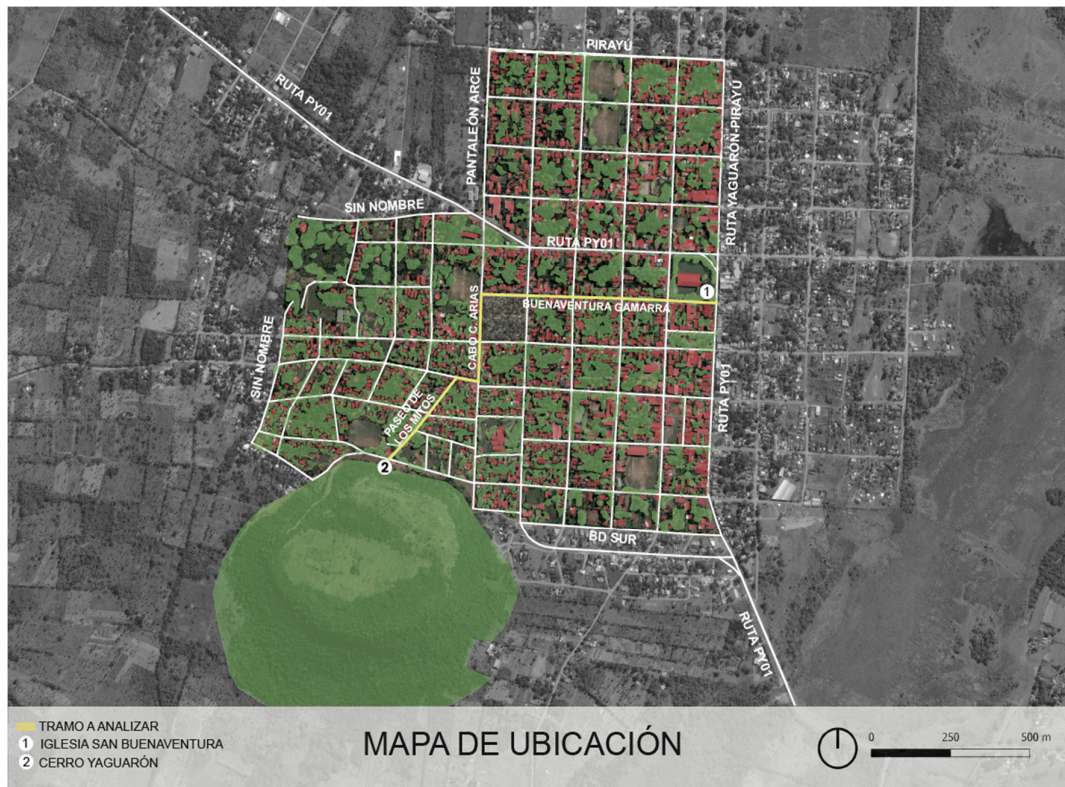 PIRAYÚ
RUTA PY01
PANTALEÓN ARCE
RUTA YAGUARÓN-PIRAYÚ
SIN NOMBRE
RUTA PY01
1
BUENAVENTURA GAMARRA
CABO C. ARIAS
SIN NOMBRE
RUTA PY01
PASEO DE
LOS MITOS
2
BD SUR
RUTA PY01
TRAMO A ANALIZAR
1 IGLESIA SAN BUENAVENTURA
2 CERRO YAGUARÓN
MAPA DE UBICACIÓN
0 250 500 m